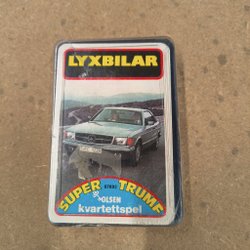 LYXBILAR
SUPER TRUMF
OLSEN
kvartettspel